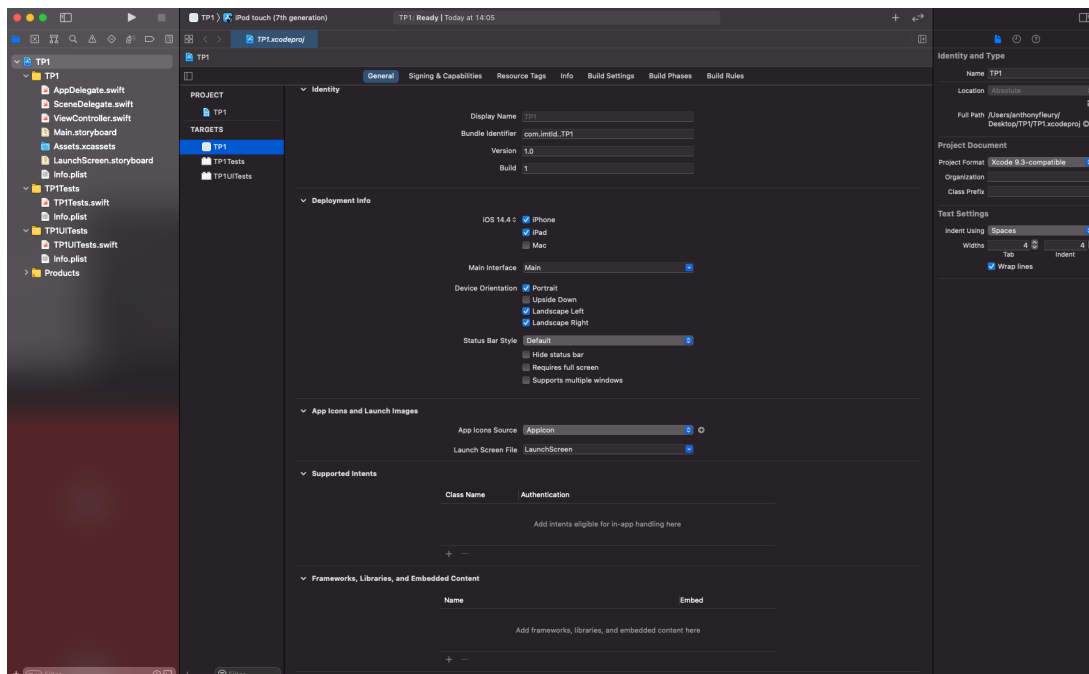 TP1 〉 iPod touch (7th generation)
TP1: Ready | Today at 14:05
TP1.xcodeproj
TP1
TP1
AppDelegate.swift
SceneDelegate.swift
ViewController.swift
Main.storyboard
Assets.xcassets
LaunchScreen.storyboard
Info.plist
TP1Tests
TP1Tests.swift
Info.plist
TP1UITests
TP1UITests.swift
Info.plist
Products
Filter
TP1
General Signing & Capabilities Resource Tags Info Build Settings Build Phases Build Rules
PROJECT
TP1
TARGETS
TP1
TP1Tests
TP1UITests
Filter
Identity
Display Name TP1
Bundle Identifier com.imtld..TP1
Version 1.0
Build 1
Deployment Info
iOS 14.4 iPhone
iPad
Mac
Main Interface Main
Device Orientation Portrait
Upside Down
Landscape Left
Landscape Right
Status Bar Style Default
Hide status bar
Requires full screen
Supports multiple windows
App Icons and Launch Images
App Icons Source AppIcon
Launch Screen File LaunchScreen
Supported Intents
Class Name Authentication
Add intents eligible for in-app handling here
Frameworks, Libraries, and Embedded Content
Name Embed
Add frameworks, libraries, and embedded content here
Identity and Type
Name TP1
Location Absolute
Full Path /Users/anthonyfleury/
Desktop/TP1/TP1.xcodeproj
Project Document
Project Format Xcode 9.3-compatible
Organization
Class Prefix
Text Settings
Indent Using Spaces
Widths 4 4
Tab Indent
Wrap lines